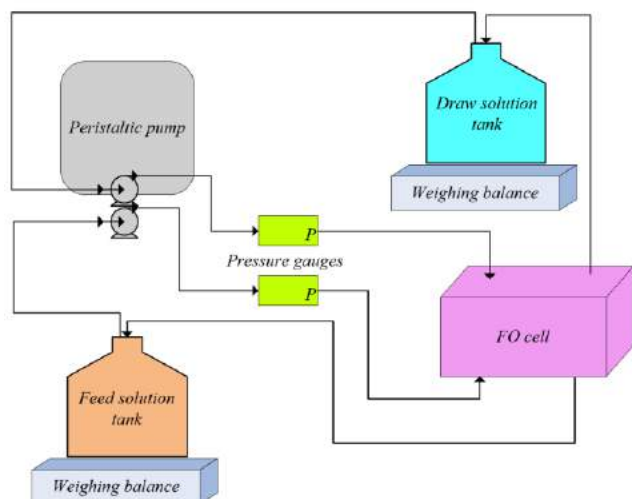 Peristaltic pump
Draw solution
tank
Weighing balance
P
Pressure gauges
P
FO cell
Feed solution
tank
Weighing balance